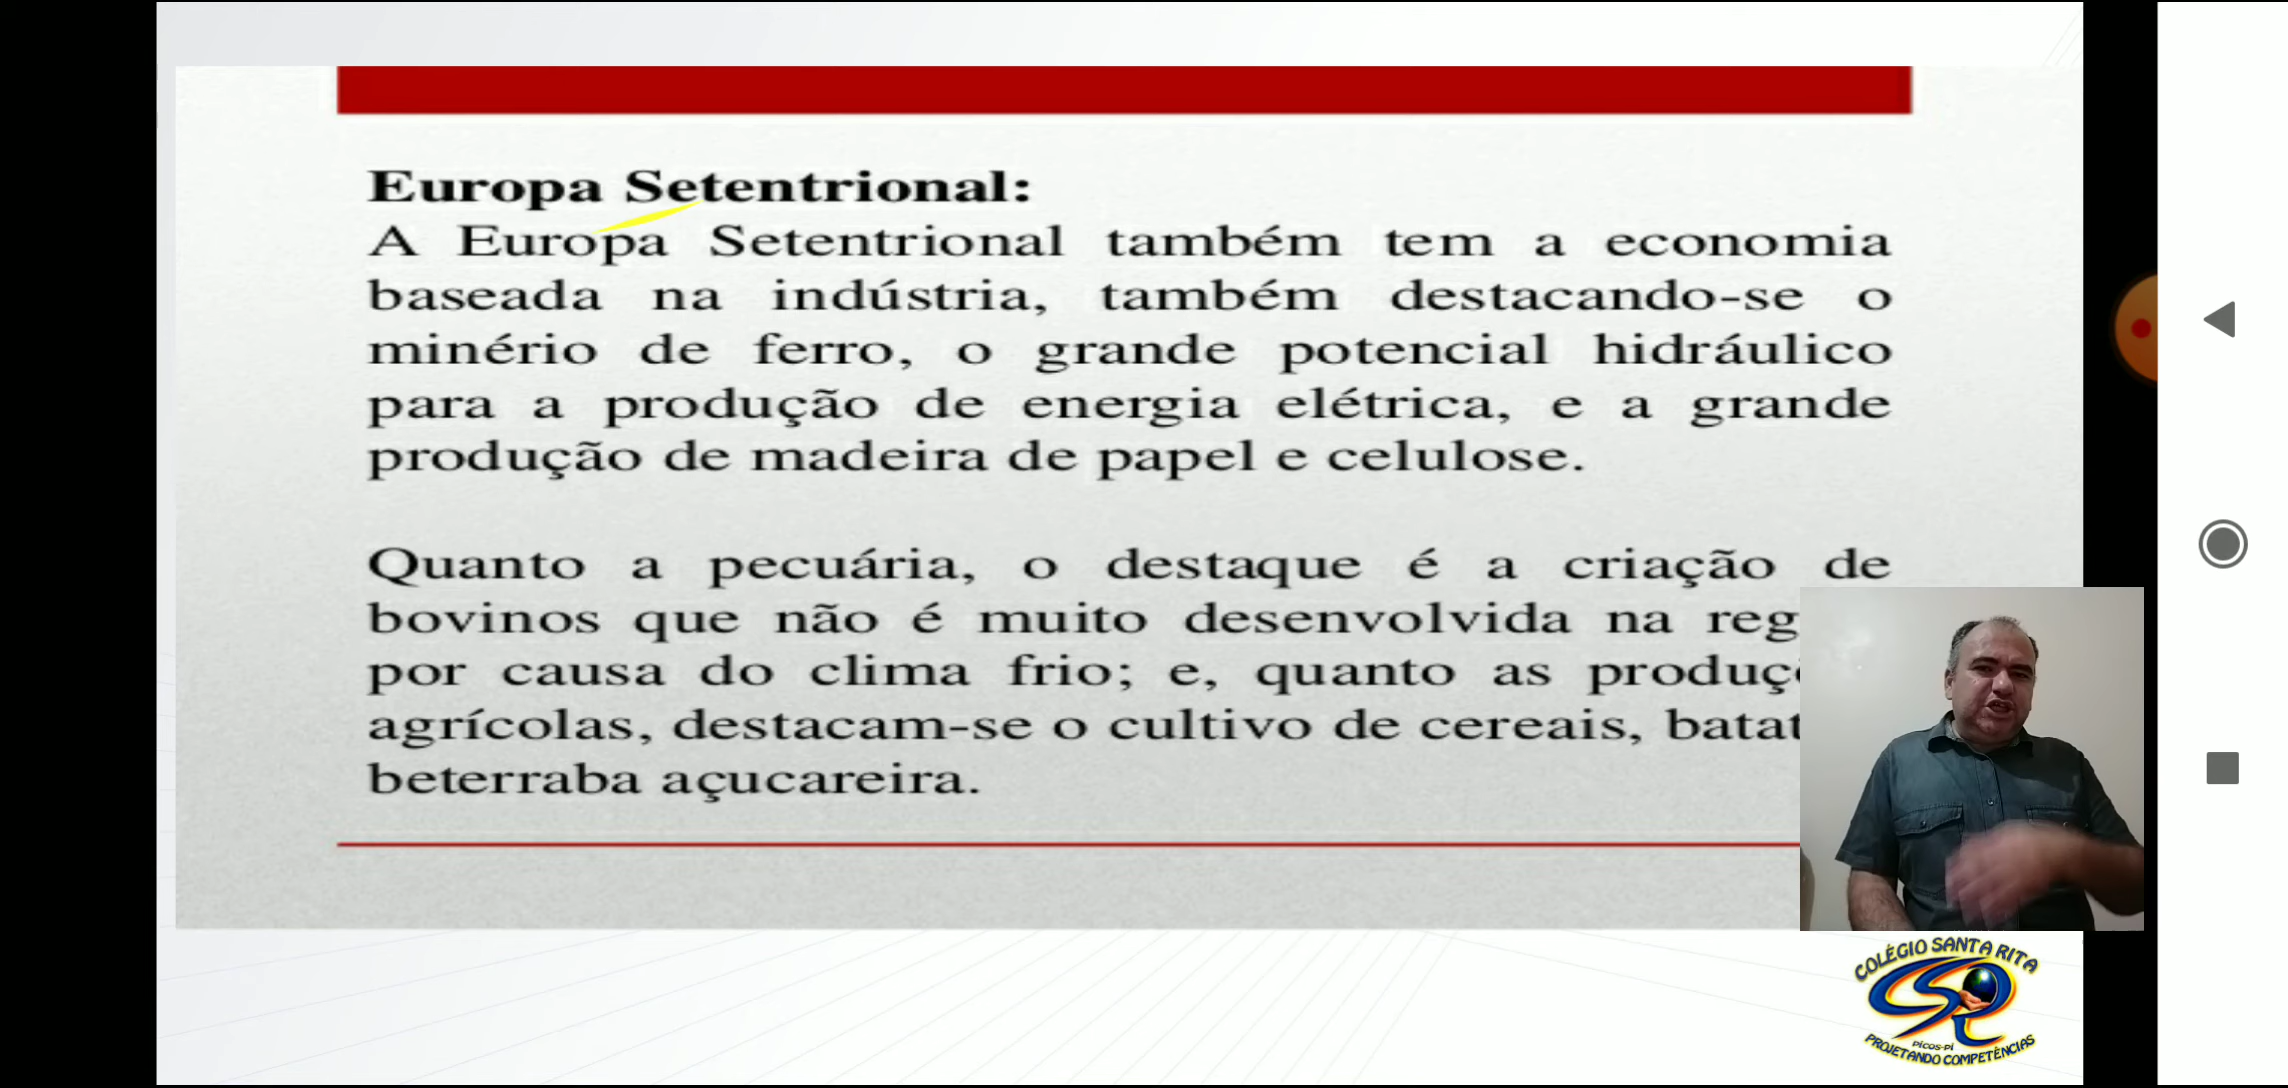 Europa Setentrional:
A Europa Setentrional também tem a economia
baseada na indústria, também destacando-se o
minério de ferro, o grande potencial hidráulico
para a produção de energia elétrica, e a grande
produção de madeira de papel e celulose.
Quanto a pecuária, o destaque é a criação de
bovinos que não é muito desenvolvida na
por causa do clima frio; e, quanto as
agrícolas, destacam-se o cultivo de cereais,
beterraba açucareira.
COLÉGIO SANTA RITA
PICOS-PI
PROJETANDO COMPETÊNCIAS